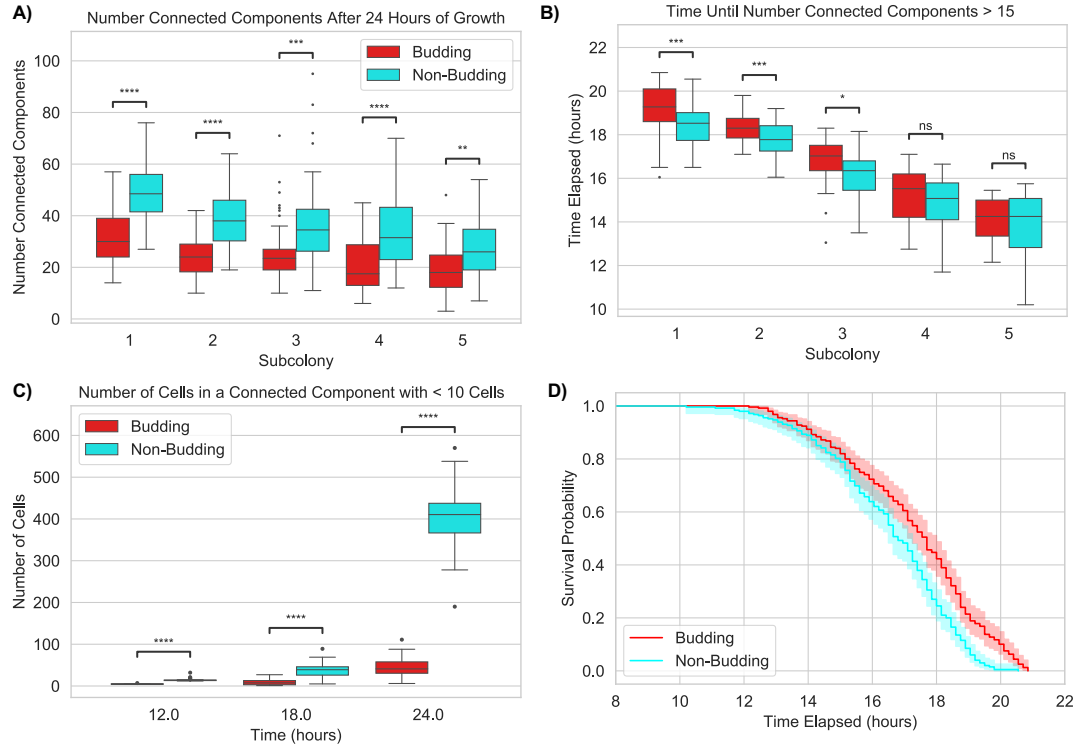 A)
Number Connected Components After 24 Hours of Growth
Number Connected Components
100
80
60
40
20
0
Budding
Non-Budding
****
****
***
****
**
1 2 3 4 5
Subcolony
B)
Time Until Number Connected Components > 15
Time Elapsed (hours)
22
20
18
16
14
12
10
***
***
*
ns
ns
1 2 3 4 5
Subcolony
C)
Number of Cells in a Connected Component with < 10 Cells
Number of Cells
600
500
400
300
200
100
0
Budding
Non-Budding
****
****
****
12.0 18.0 24.0
Time (hours)
D)
Survival Probability
1.0
0.8
0.6
0.4
0.2
0.0
Budding
Non-Budding
8 10 12 14 16 18 20 22
Time Elapsed (hours)